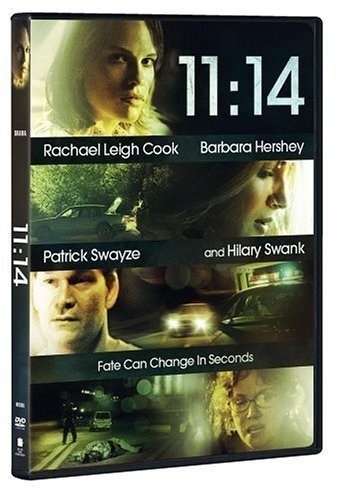 11:14
Rachael Leigh Cook Barbara Hershey
Patrick Swayze and Hilary Swank
Fate Can Change In Seconds
DRAMA
11:14
DVD